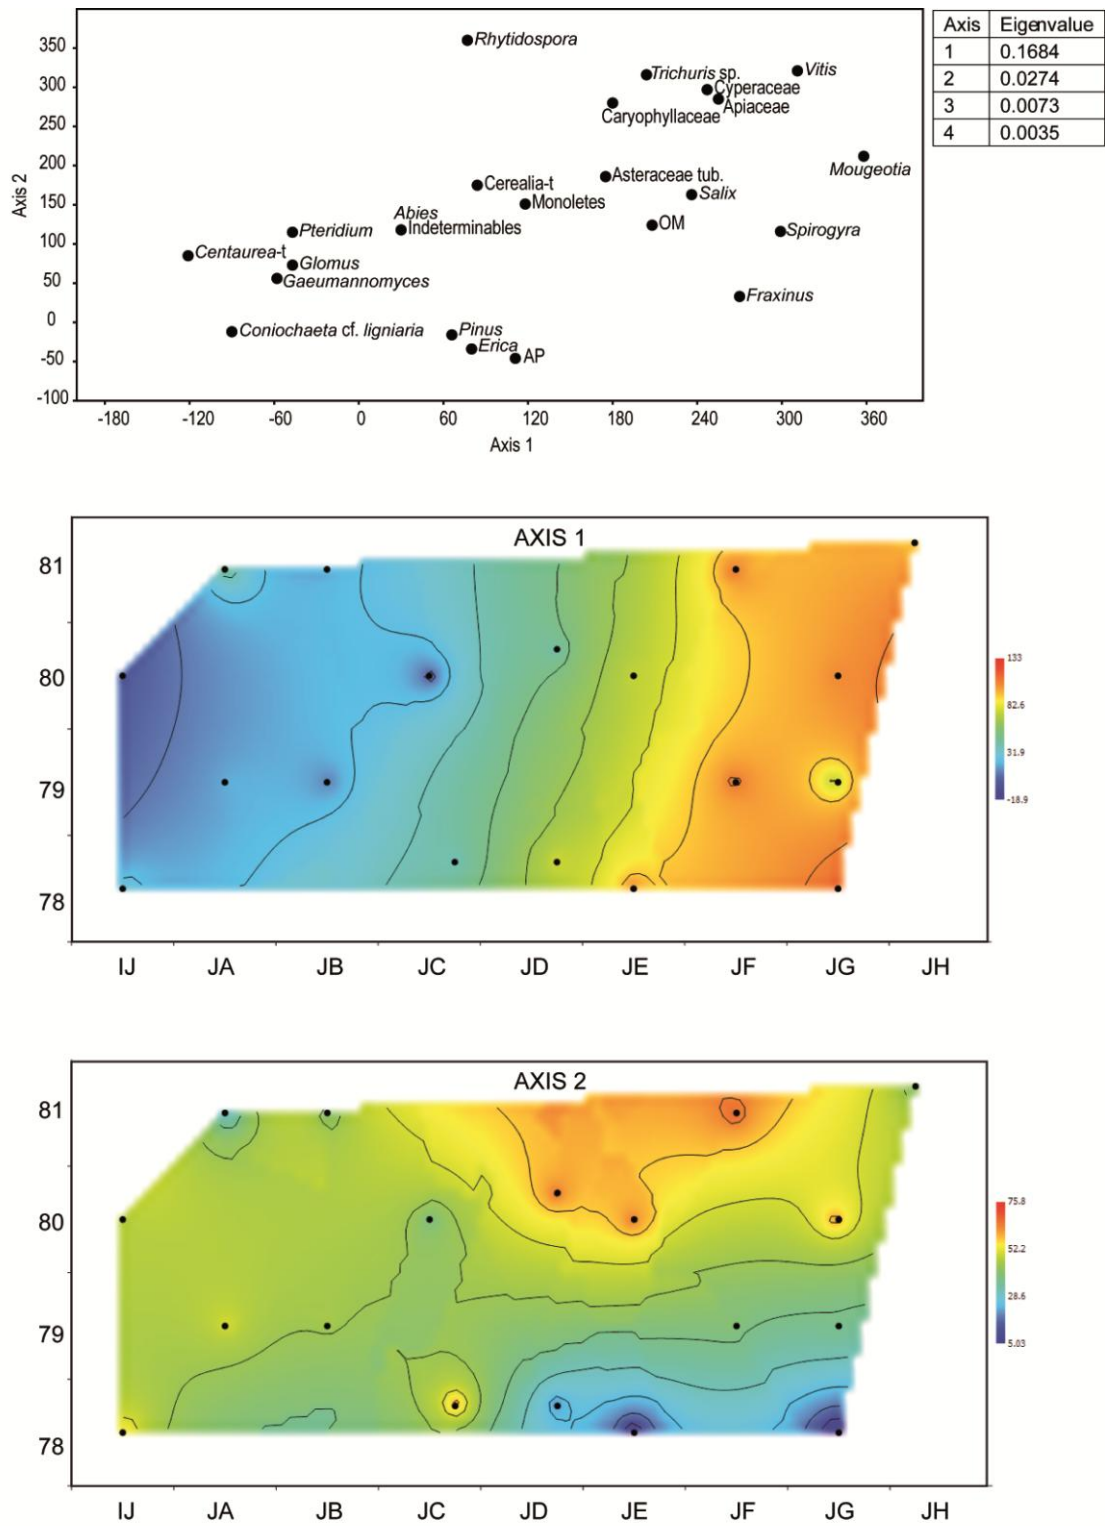 Axis Eigenvalue
1 0.1684
2 0.0274
3 0.0073
4 0.0035
350
300
250
200
150
100
50
0
-50
-100
Axis 2
Rhytidospora
Trichuris sp.
Vitis
Cyperaceae
Apiaceae
Caryophyllaceae
Mougeotia
Asteraceae tub.
Cerealia-t
Salix
Monoletes
Abies
Indeterminables
OM
Pteridium
Spirogyra
Centaurea-t
Glomus
Gaeumannomyces
Fraxinus
Coniochaeta cf. ligniaria
Pinus
Erica
AP
-180 -120 -60 0 60 120 180 240 300 360
Axis 1
AXIS 1
81
80
79
78
IJ JA JB JC JD JE JF JG JH
133
82.6
31.9
-18.9
AXIS 2
81
80
79
78
IJ JA JB JC JD JE JF JG JH
75.8
52.2
28.6
5.03